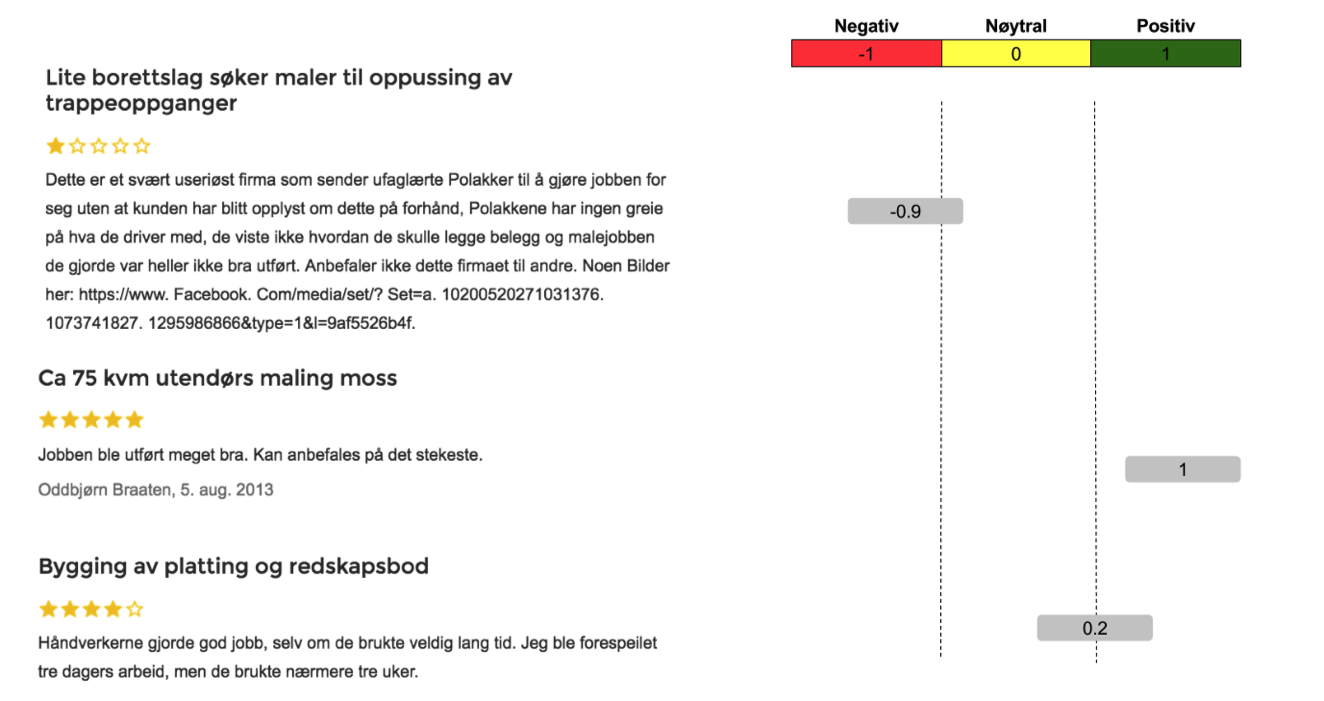 Negativ Nøytral Positiv
-1 0 1
Lite borettslag søker maler til oppussing av
trappeoppganger
Dette er et svært useriøst firma som sender ufaglærte Polakker til å gjøre jobben for
seg uten at kunden har blitt opplyst om dette på forhånd, Polakkene har ingen greie
på hva de driver med, de viste ikke hvordan de skulle legge belegg og malejobben
de gjorde var heller ikke bra utført. Anbefaler ikke dette firmaet til andre. Noen Bilder
her: https://www. Facebook. Com/media/set/? Set=a. 10200520271031376.
1073741827. 1295986866&type=1&l=9af5526b4f.
-0.9
Ca 75 kvm utendørs maling moss
Jobben ble utført meget bra. Kan anbefales på det stekeste.
Oddbjørn Braaten, 5. aug. 2013
1
Bygging av platting og redskapsbod
Håndverkerne gjorde god jobb, selv om de brukte veldig lang tid. Jeg ble forespeilet
tre dagers arbeid, men de brukte nærmere tre uker.
0.2